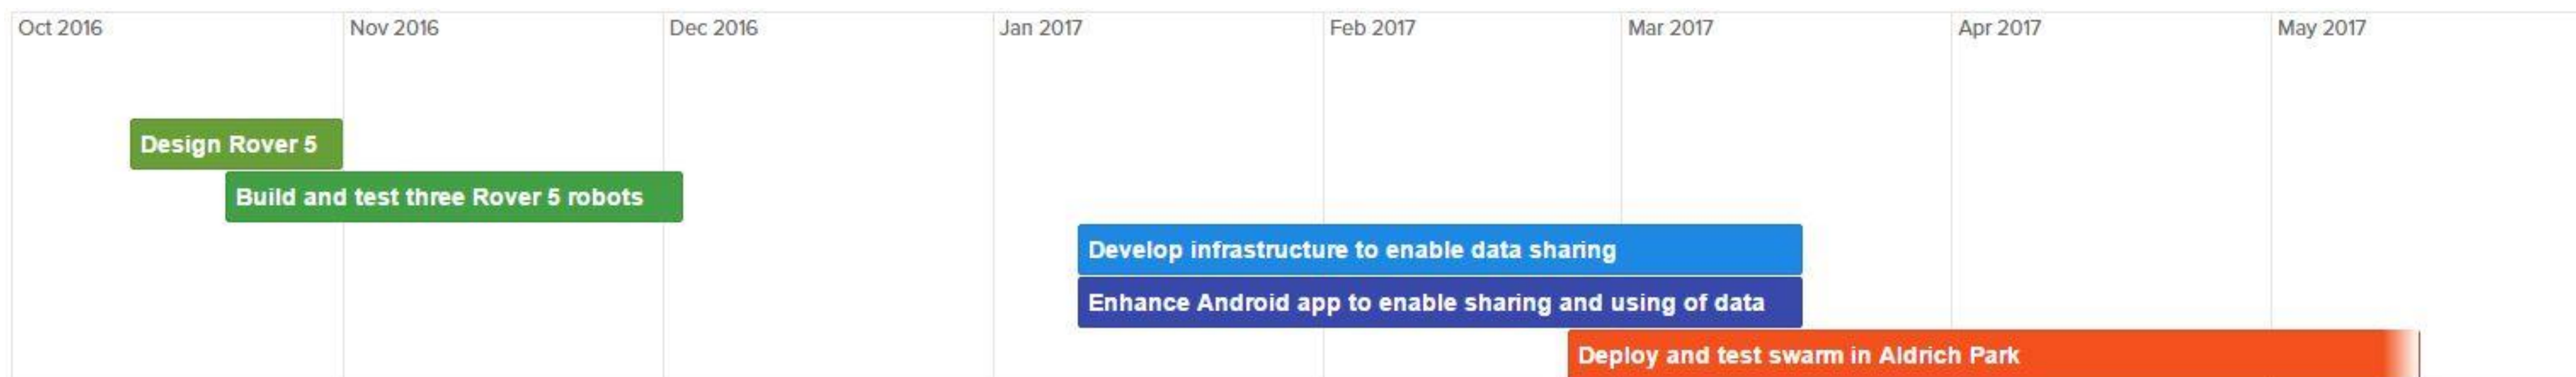 Oct 2016 Nov 2016 Dec 2016 Jan 2017 Feb 2017 Mar 2017 Apr 2017 May 2017
Design Rover 5
Build and test three Rover 5 robots
Develop infrastructure to enable data sharing
Enhance Android app to enable sharing and using of data
Deploy and test swarm in Aldrich Park